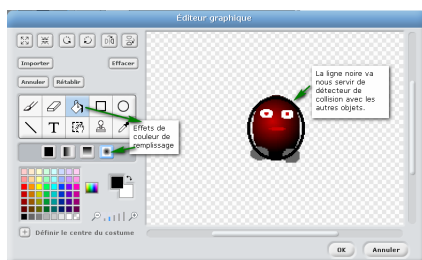 Éditeur graphique
Importer
Effacer
Annuler
Rétablir
T
Effets de
couleur de
remplissage
La ligne noire va
nous servir de
détecteur de
collision avec les
autres objets.
Définir le centre du costume
OK
Annuler